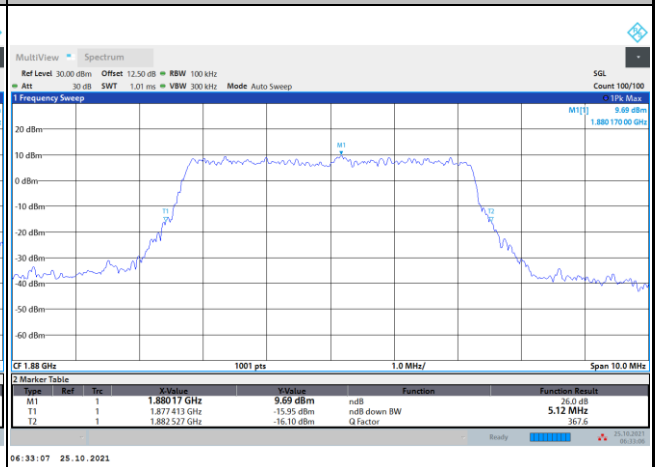 MultiView Spectrum
Ref Level 30.00 dBm Offset 12.50 dB RBW 100 kHz SGL
Att 30 dB SWT 1.01 ms VBW 300 kHz Mode Auto Sweep Count 100/100
1 Frequency Sweep 1Pk Max
M1[1] 9.69 dBm
1.880 170 00 GHz
20 dBm
M1
10 dBm
0 dBm
-10 dBm
T1 T2
-20 dBm
-30 dBm
-40 dBm
-50 dBm
-60 dBm
CF 1.88 GHz 1001 pts 1.0 MHz/ Span 10.0 MHz
2 Marker Table
Type Ref Trc X-Value Y-Value Function Function Result
M1 1 1.88017 GHz 9.69 dBm ndB 26.0 dB
T1 1 1.877413 GHz -15.95 dBm ndB down BW 5.12 MHz
T2 1 1.882527 GHz -16.10 dBm Q Factor 367.6
Ready 25.10.2021
06:33:06
06:33:07 25.10.2021